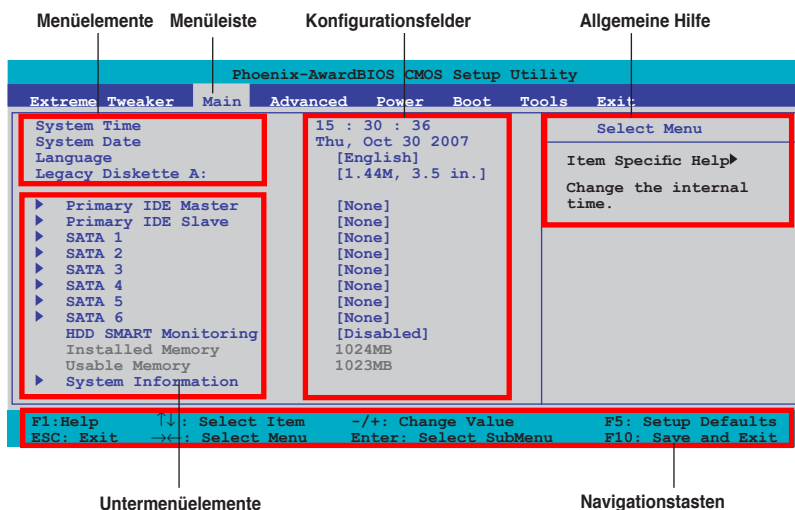 Menüelemente Menüleiste Konfigurationsfelder Allgemeine Hilfe
Phoenix-AwardBIOS CMOS Setup Utility
Extreme Tweaker Main Advanced Power Boot Tools Exit
System Time 15 : 30 : 36 Select Menu
System Date Thu, Oct 30 2007
Language [English] Item Specific Help▶
Legacy Diskette A: [1.44M, 3.5 in.]
Change the internal
time.
▶ Primary IDE Master [None]
▶ Primary IDE Slave [None]
▶ SATA 1 [None]
▶ SATA 2 [None]
▶ SATA 3 [None]
▶ SATA 4 [None]
▶ SATA 5 [None]
▶ SATA 6 [None]
HDD SMART Monitoring [Disabled]
Installed Memory 1024MB
Usable Memory 1023MB
▶ System Information
F1:Help ↑↓: Select Item -/+: Change Value F5: Setup Defaults
ESC: Exit →←: Select Menu Enter: Select SubMenu F10: Save and Exit
Untermenüelemente Navigationstasten